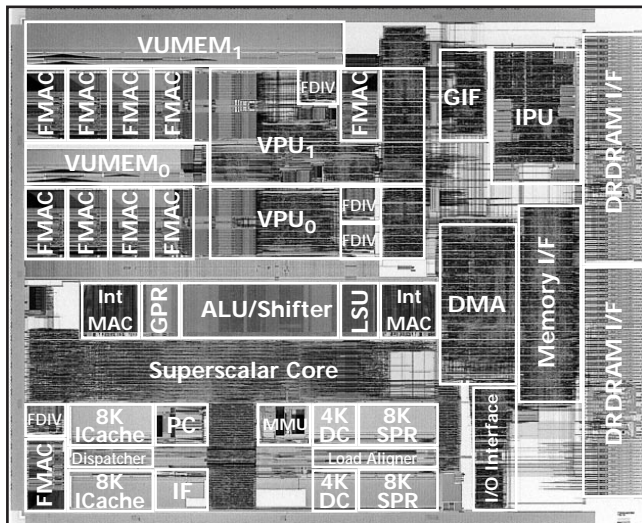 VUMEM1
FMAC
FMAC
FMAC
FMAC
FDIV
FMAC
VPU1
GIF
IPU
DRDRAM I/F
VUMEM0
FMAC
FMAC
FMAC
FMAC
VPU0
FDIV
FDIV
Int
MAC
GPR
ALU/Shifter
LSU
Int
MAC
DMA
Memory I/F
DRDRAM I/F
Superscalar Core
FDIV
8K
ICache
PC
MMU
4K
DC
8K
SPR
Dispatcher
Load Aligner
FMAC
8K
ICache
IF
4K
DC
8K
SPR
I/O Interface